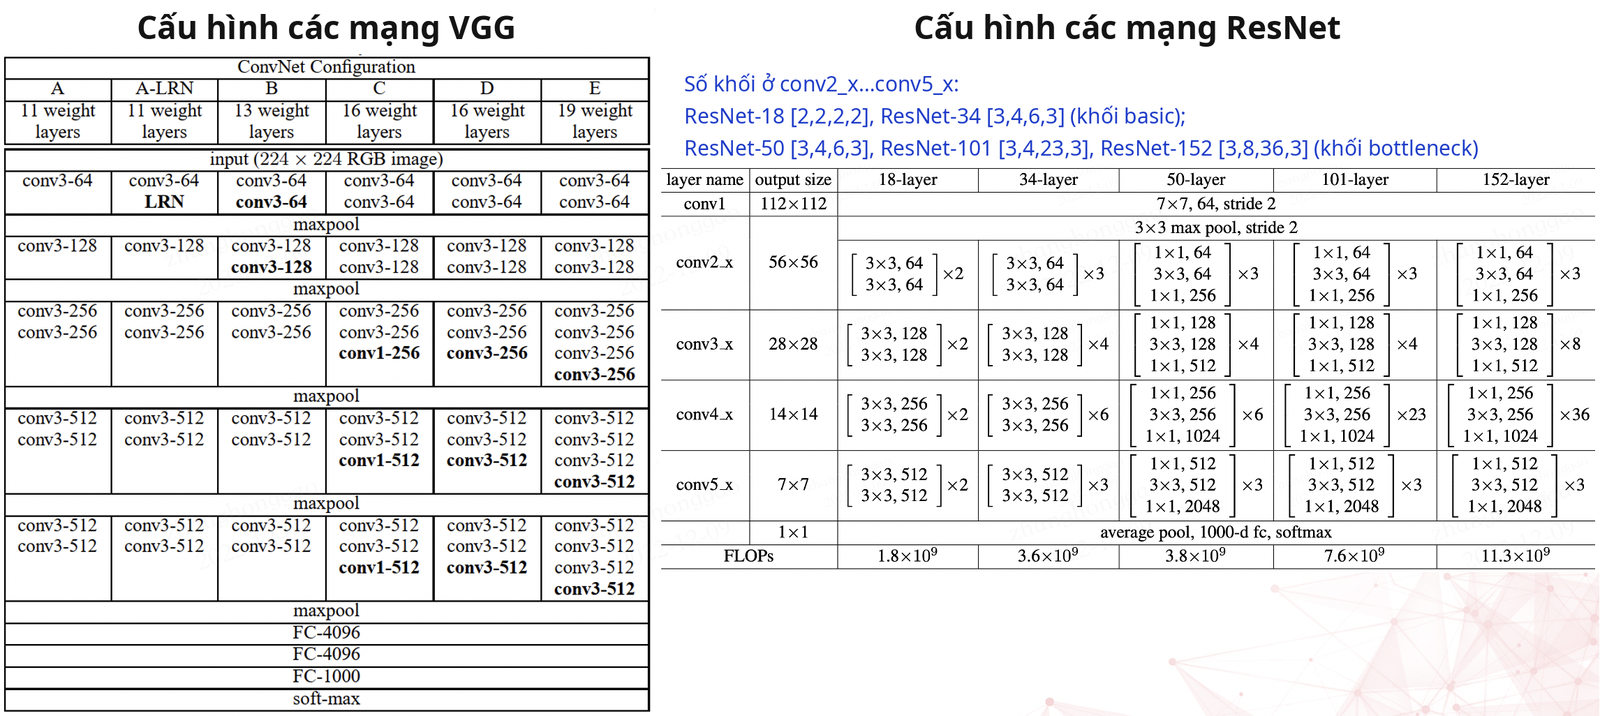 Cấu hình các mạng VGG
ConvNet Configuration
A A-LRN B C D E
11 weight layers 11 weight layers 13 weight layers 16 weight layers 16 weight layers 19 weight layers
input (224 × 224 RGB image)
conv3-64 conv3-64 conv3-64 conv3-64 conv3-64 conv3-64
LRN conv3-64 conv3-64 conv3-64 conv3-64
maxpool
conv3-128 conv3-128 conv3-128 conv3-128 conv3-128 conv3-128
conv3-128 conv3-128 conv3-128 conv3-128
maxpool
conv3-256 conv3-256 conv3-256 conv3-256 conv3-256 conv3-256
conv3-256 conv3-256 conv3-256 conv3-256 conv3-256 conv3-256
conv1-256 conv3-256 conv3-256
conv3-256
maxpool
conv3-512 conv3-512 conv3-512 conv3-512 conv3-512 conv3-512
conv3-512 conv3-512 conv3-512 conv3-512 conv3-512 conv3-512
conv1-512 conv3-512 conv3-512
conv3-512
maxpool
conv3-512 conv3-512 conv3-512 conv3-512 conv3-512 conv3-512
conv3-512 conv3-512 conv3-512 conv3-512 conv3-512 conv3-512
conv1-512 conv3-512 conv3-512
conv3-512
maxpool
FC-4096
FC-4096
FC-1000
soft-max
Cấu hình các mạng ResNet
Số khối ở conv2_x...conv5_x:
ResNet-18 [2,2,2,2], ResNet-34 [3,4,6,3] (khối basic);
ResNet-50 [3,4,6,3], ResNet-101 [3,4,23,3], ResNet-152 [3,8,36,3] (khối bottleneck)
layer name output size 18-layer 34-layer 50-layer 101-layer 152-layer
conv1 112×112 7×7, 64, stride 2
3×3 max pool, stride 2
conv2_x 56×56 [3×3, 64 3×3, 64]×2 [3×3, 64 3×3, 64]×3 [1×1, 64 3×3, 64 1×1, 256]×3 [1×1, 64 3×3, 64 1×1, 256]×3 [1×1, 64 3×3, 64 1×1, 256]×3
conv3_x 28×28 [3×3, 128 3×3, 128]×2 [3×3, 128 3×3, 128]×4 [1×1, 128 3×3, 128 1×1, 512]×4 [1×1, 128 3×3, 128 1×1, 512]×4 [1×1, 128 3×3, 128 1×1, 512]×8
conv4_x 14×14 [3×3, 256 3×3, 256]×2 [3×3, 256 3×3, 256]×6 [1×1, 256 3×3, 256 1×1, 1024]×6 [1×1, 256 3×3, 256 1×1, 1024]×23 [1×1, 256 3×3, 256 1×1, 1024]×36
conv5_x 7×7 [3×3, 512 3×3, 512]×2 [3×3, 512 3×3, 512]×3 [1×1, 512 3×3, 512 1×1, 2048]×3 [1×1, 512 3×3, 512 1×1, 2048]×3 [1×1, 512 3×3, 512 1×1, 2048]×3
1×1 average pool, 1000-d fc, softmax
FLOPs 1.8×10⁹ 3.6×10⁹ 3.8×10⁹ 7.6×10⁹ 11.3×10⁹